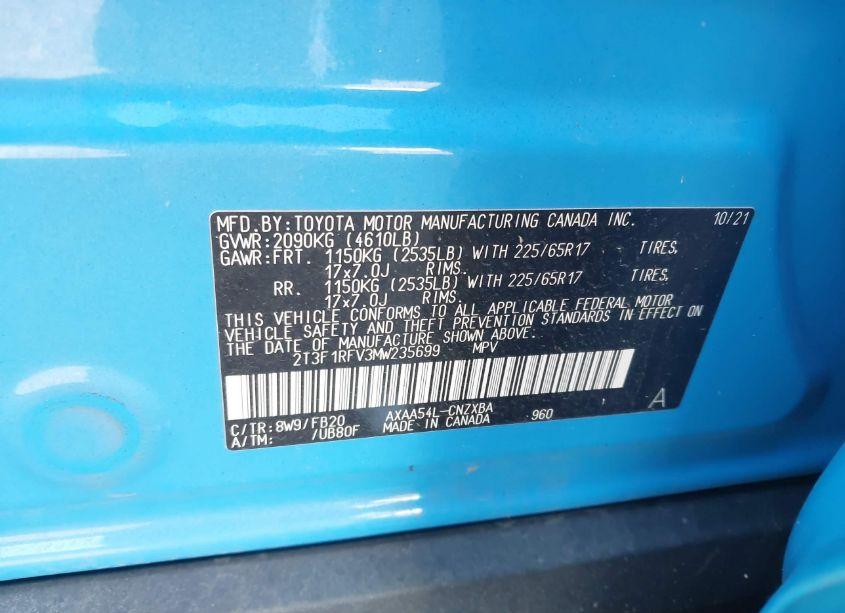 MFD.BY:TOYOTA MOTOR MANUFACTURING CANADA INC. 10/21
GVWR:2090KG (4610LB)
GAWR:FRT. 1150KG (2535LB) WITH 225/65R17 TIRES,
17x7.0J RIMS.
RR. 1150KG (2535LB) WITH 225/65R17 TIRES,
17x7.0J RIMS.
THIS VEHICLE CONFORMS TO ALL APPLICABLE FEDERAL MOTOR
VEHICLE SAFETY AND THEFT PREVENTION STANDARDS IN EFFECT ON
THE DATE OF MANUFACTURE SHOWN ABOVE.
2T3F1RFV3MW235699 MPV
C/TR:8W9/FB20 AXAA54L-CNZXBA 960 A
A/TM: /UB80F MADE IN CANADA